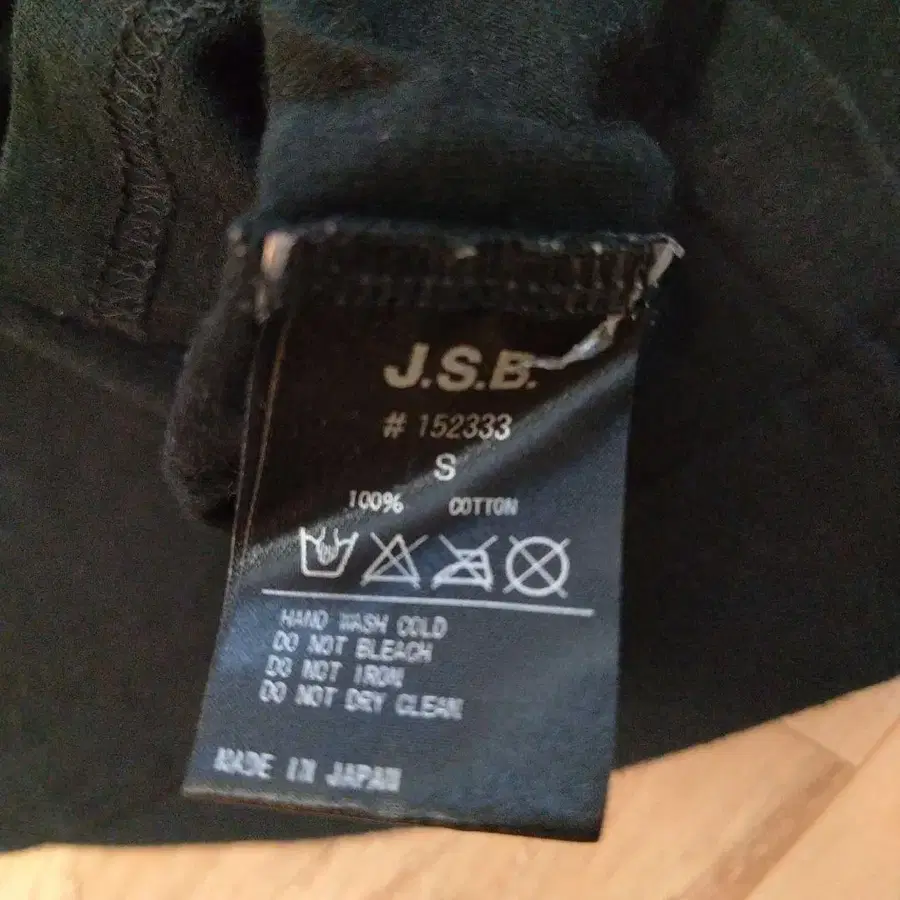 J.S.B.
# 152333
S
100% COTTON
HAND WASH COLD
DO NOT BLEACH
DO NOT IRON
DO NOT DRY CLEAN
MADE IN JAPAN